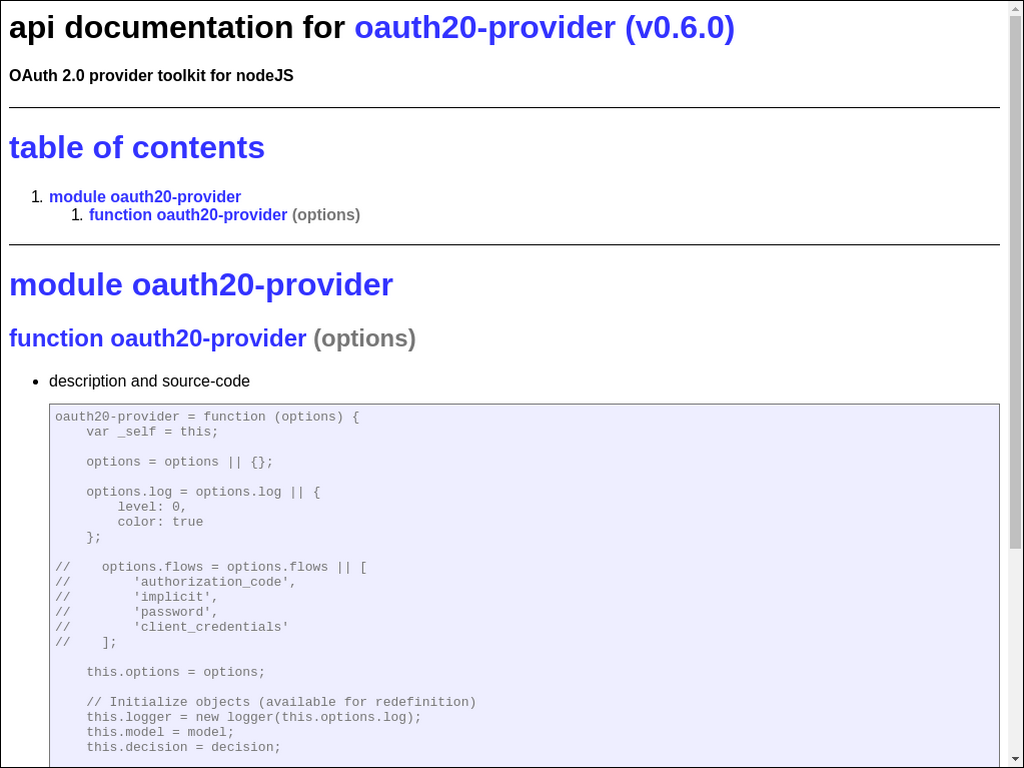 api documentation for oauth20-provider (v0.6.0)
OAuth 2.0 provider toolkit for nodeJS
table of contents
1. module oauth20-provider
1. function oauth20-provider (options)
module oauth20-provider
function oauth20-provider (options)
• description and source-code
oauth20-provider = function (options) {
    var _self = this;
    options = options || {};
    options.log = options.log || {
        level: 0,
        color: true
    };
//    options.flows = options.flows || [
//        'authorization_code',
//        'implicit',
//        'password',
//        'client_credentials'
//    ];
    this.options = options;
    // Initialize objects (available for redefinition)
    this.logger = new logger(this.options.log);
    this.model = model;
    this.decision = decision;